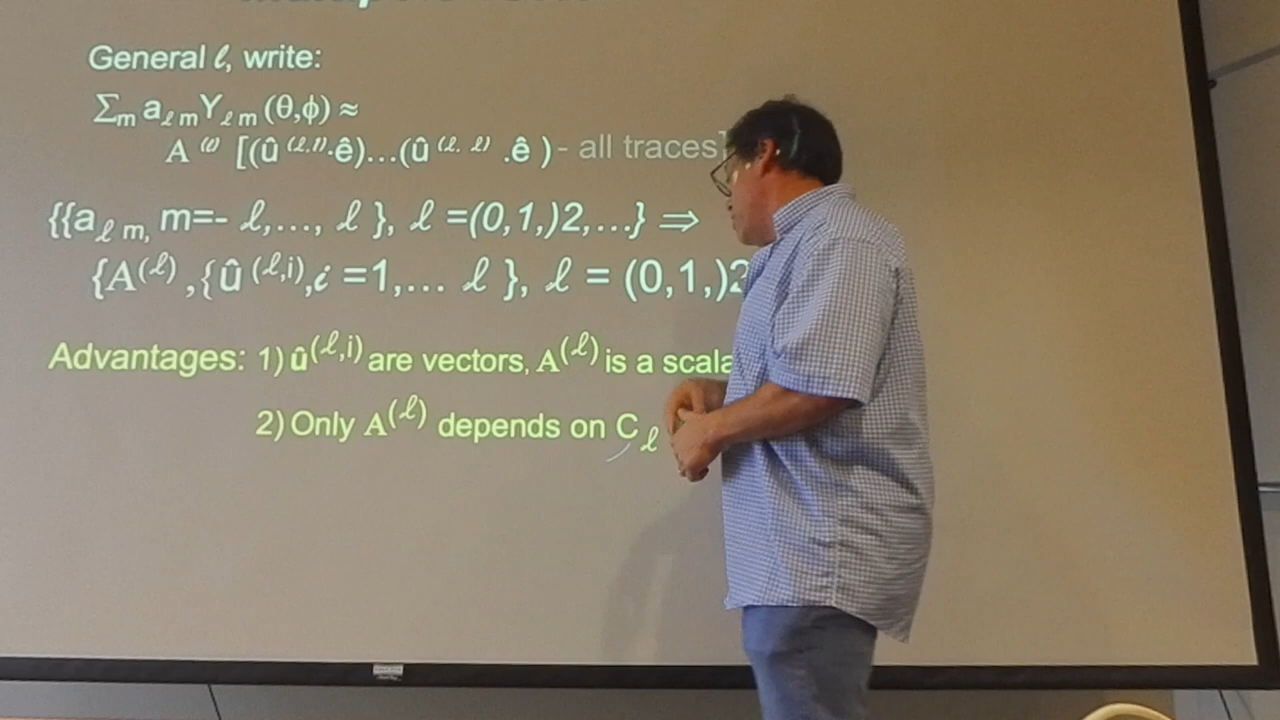 General ℓ, write:
Σm aℓm Yℓm (θ,ϕ) ≈
A(ℓ) [(û(ℓ,1)·ê)…(û(ℓ,ℓ) .ê ) - all traces]
{{aℓm, m=- ℓ,…, ℓ }, ℓ =(0,1,)2,…} ⇒
{A(ℓ) ,{û(ℓ,i),i =1,… ℓ }, ℓ = (0,1,)2
Advantages: 1) û(ℓ,i) are vectors, A(ℓ) is a scala
2) Only A(ℓ) depends on Cℓ